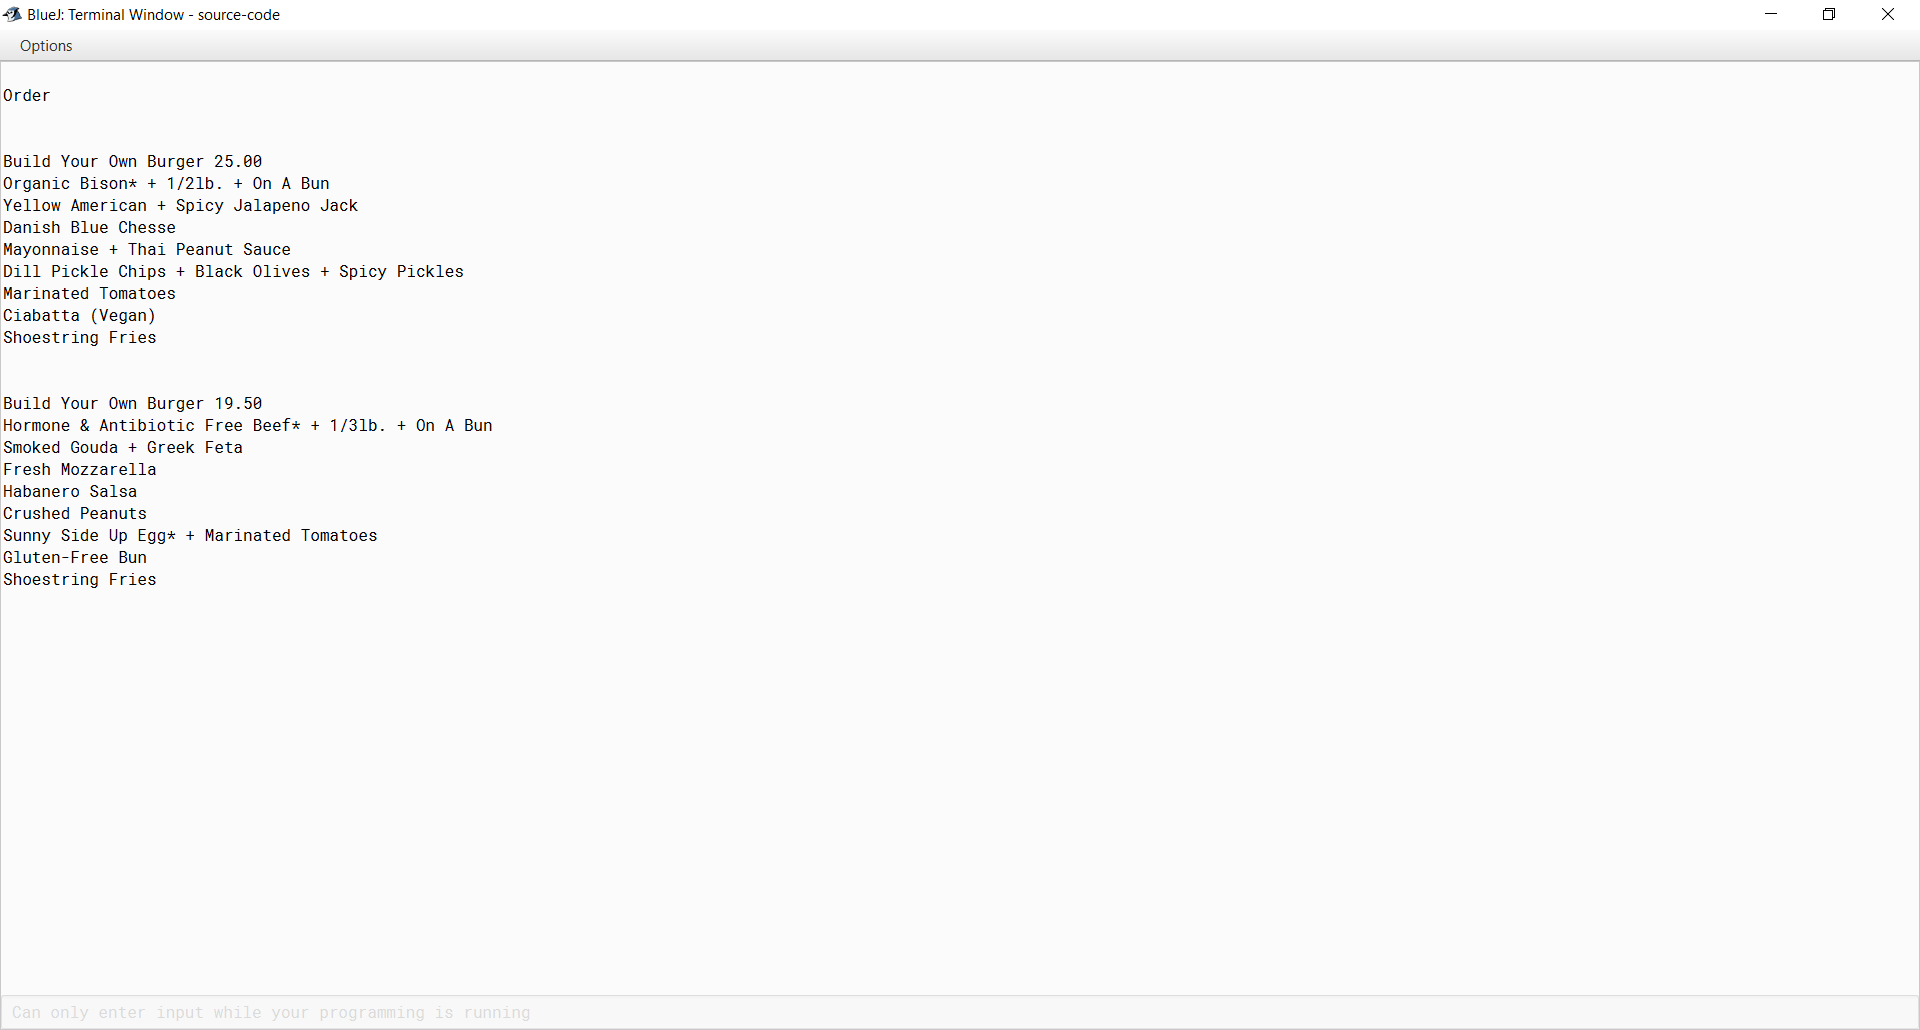 BlueJ: Terminal Window - source-code
Options
Order
Build Your Own Burger 25.00
Organic Bison* + 1/2lb. + On A Bun
Yellow American + Spicy Jalapeno Jack
Danish Blue Chesse
Mayonnaise + Thai Peanut Sauce
Dill Pickle Chips + Black Olives + Spicy Pickles
Marinated Tomatoes
Ciabatta (Vegan)
Shoestring Fries
Build Your Own Burger 19.50
Hormone & Antibiotic Free Beef* + 1/3lb. + On A Bun
Smoked Gouda + Greek Feta
Fresh Mozzarella
Habanero Salsa
Crushed Peanuts
Sunny Side Up Egg* + Marinated Tomatoes
Gluten-Free Bun
Shoestring Fries
Can only enter input while your programming is running